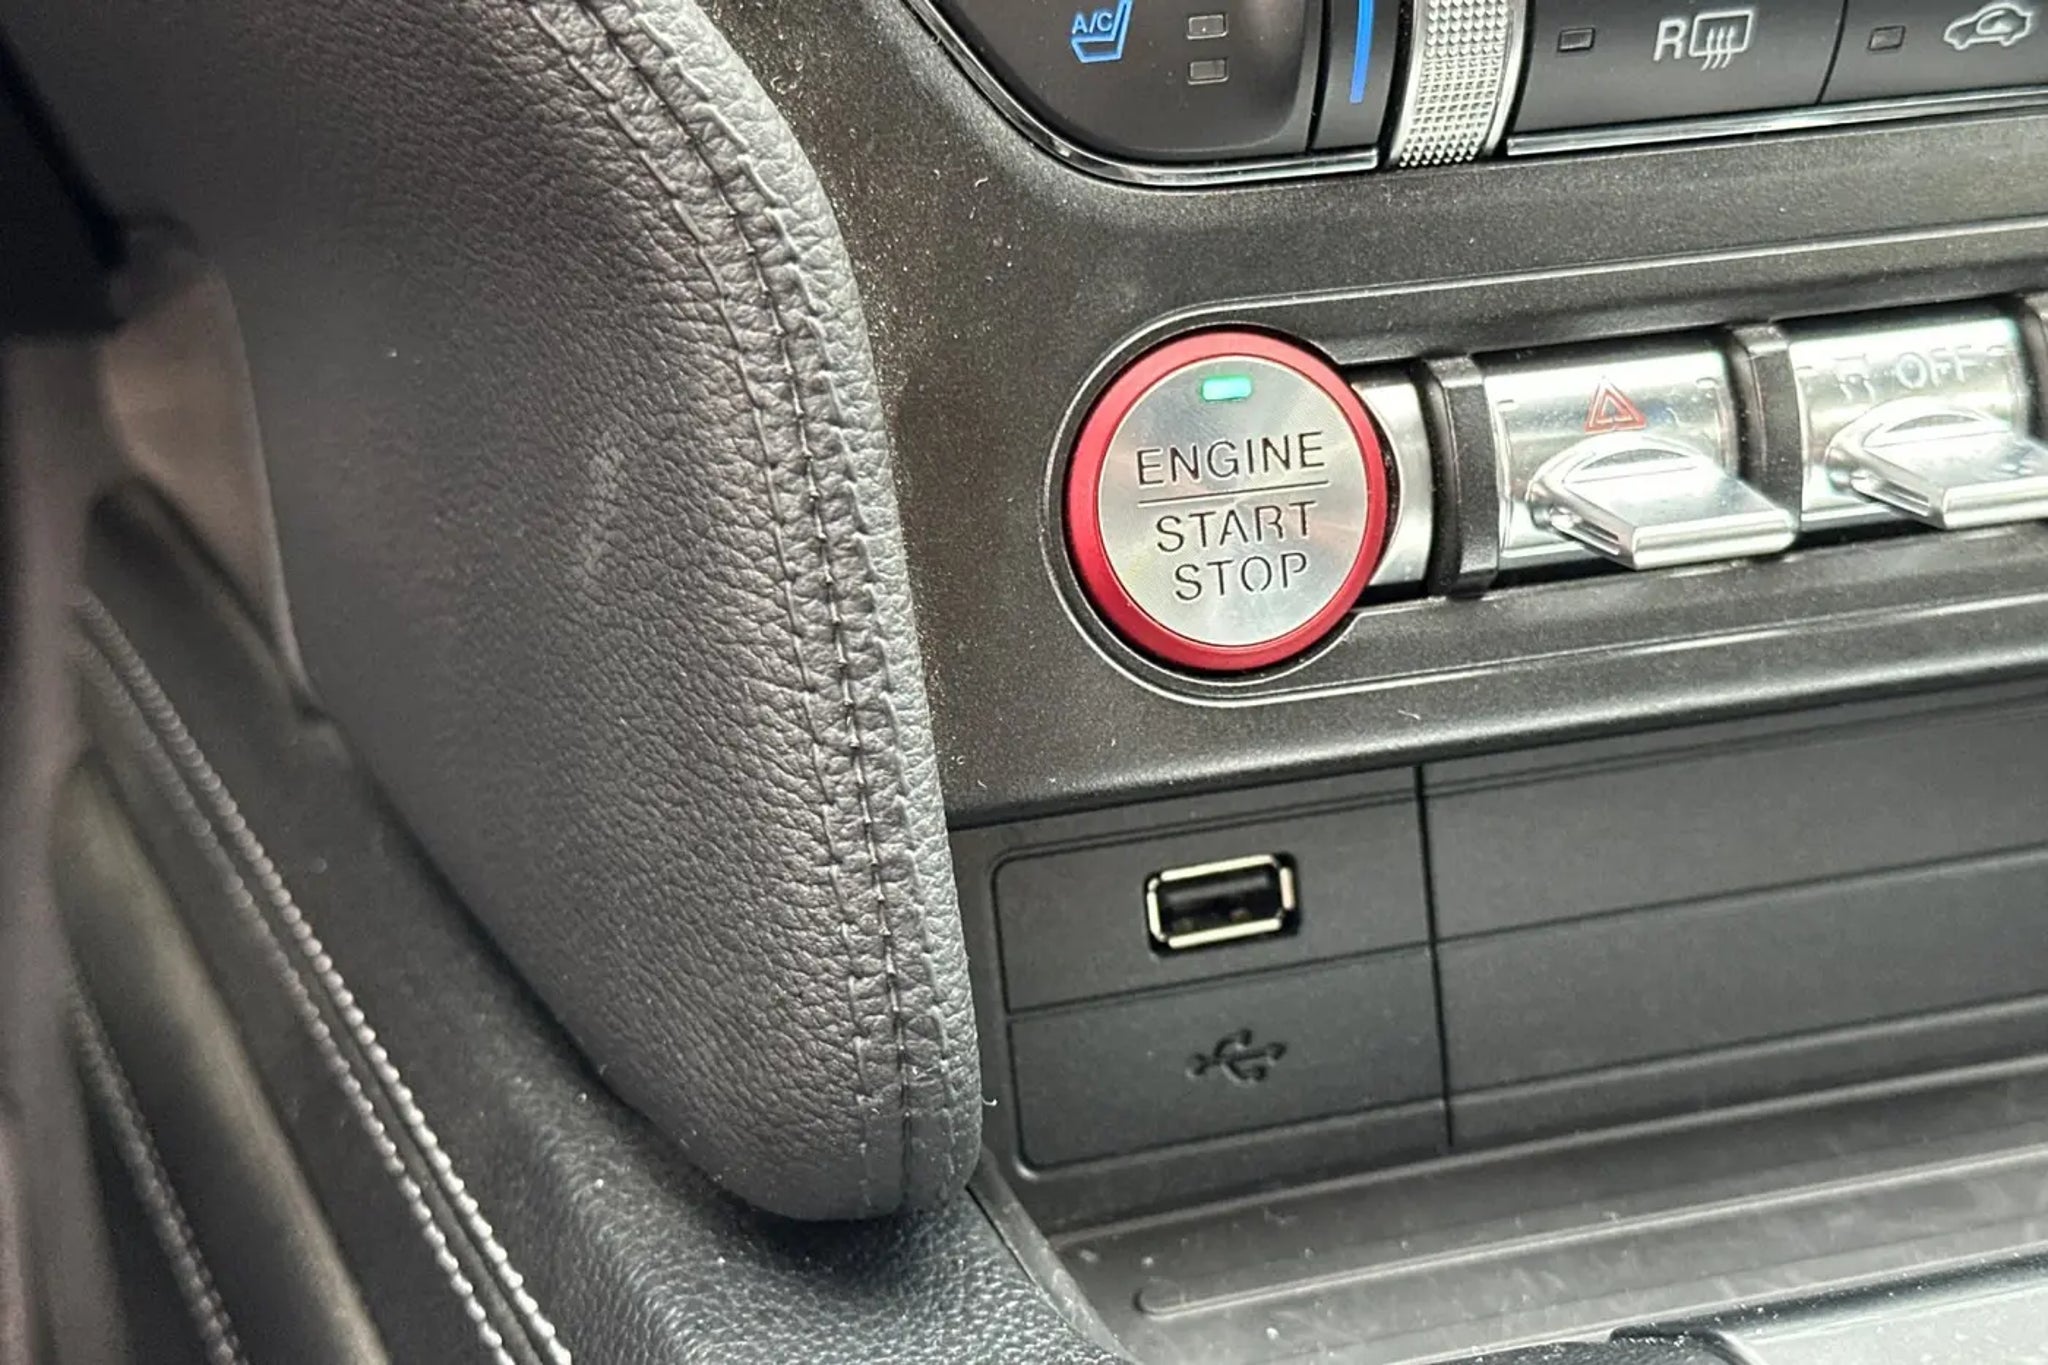 A/C
R
OFF
ENGINE
START
STOP